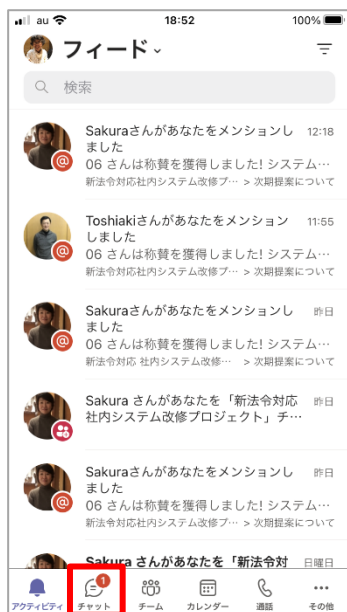 au 18:52 100%
フィード
検索
Sakuraさんがあなたをメンションし 12:18
ました
06 さんは称賛を獲得しました! システム…
新法令対応社内システム改修プ… > 次期提案について
Toshiakiさんがあなたをメンション 11:55
しました
06 さんは称賛を獲得しました! システム…
新法令対応社内システム改修プ… > 次期提案について
Sakuraさんがあなたをメンションし 昨日
ました
06 さんは称賛を獲得しました! システム…
新法令対応 社内システム改修… > 次期提案について
Sakura さんがあなたを「新法令対応 昨日
社内システム改修プロジェクト」チ…
Sakuraさんがあなたをメンションし 昨日
ました
06 さんは称賛を獲得しました! システム…
新法令対応社内システム改修プ… > 次期提案について
Sakura さんがあなたを「新法令対 日曜日
1
アクティビティ チャット チーム カレンダー 通話 その他